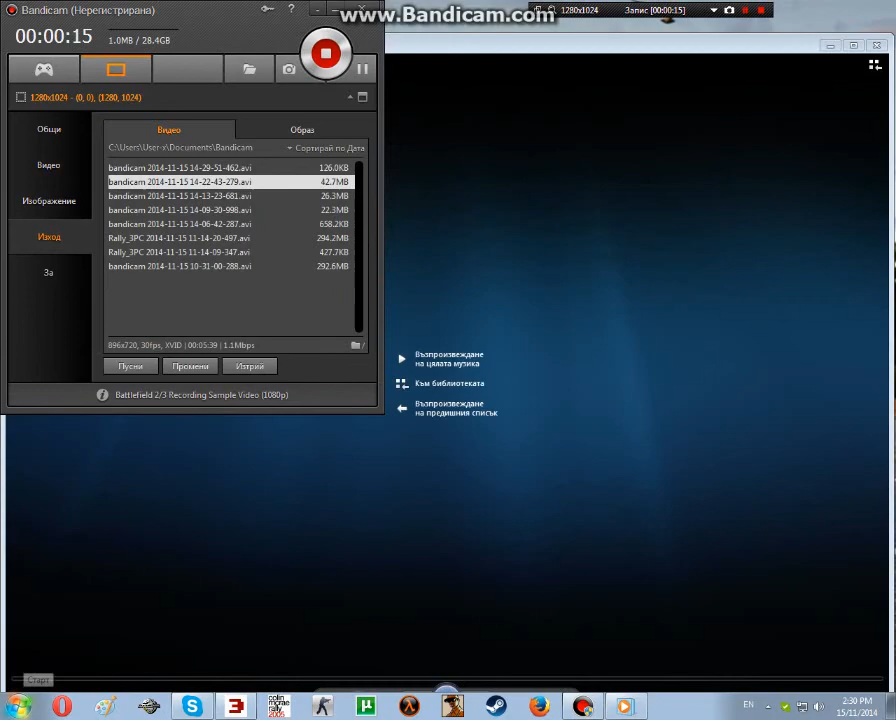 Bandicam (Нерегистрирана)
www.Bandicam.com
1280x1024
Запис [00:00:15]
00:00:15
1.0MB / 28.4GB
1280x1024 - (0, 0), (1280, 1024)
Общи
Видео
Изображение
Изход
За
Видео
Образ
C:\Users\User-x\Documents\Bandicam
Сортирай по Дата
bandicam 2014-11-15 14-29-51-462.avi 126.0KB
bandicam 2014-11-15 14-22-43-279.avi 42.7MB
bandicam 2014-11-15 14-13-23-681.avi 26.3MB
bandicam 2014-11-15 14-09-30-998.avi 22.3MB
bandicam 2014-11-15 14-06-42-287.avi 658.2KB
Rally_3PC 2014-11-15 11-14-20-497.avi 294.2MB
Rally_3PC 2014-11-15 11-14-09-347.avi 427.7KB
bandicam 2014-11-15 10-31-00-288.avi 292.6MB
896x720, 30fps, XVID | 00:05:39 | 1.1Mbps
Пусни
Промени
Изтрий
Battlefield 2/3 Recording Sample Video (1080p)
Възпроизвеждане
на цялата музика
Към библиотеката
Възпроизвеждане
на предишния списък
Старт
colin
mcrae
rally
2005
EN
2:30 PM
15/11/2014